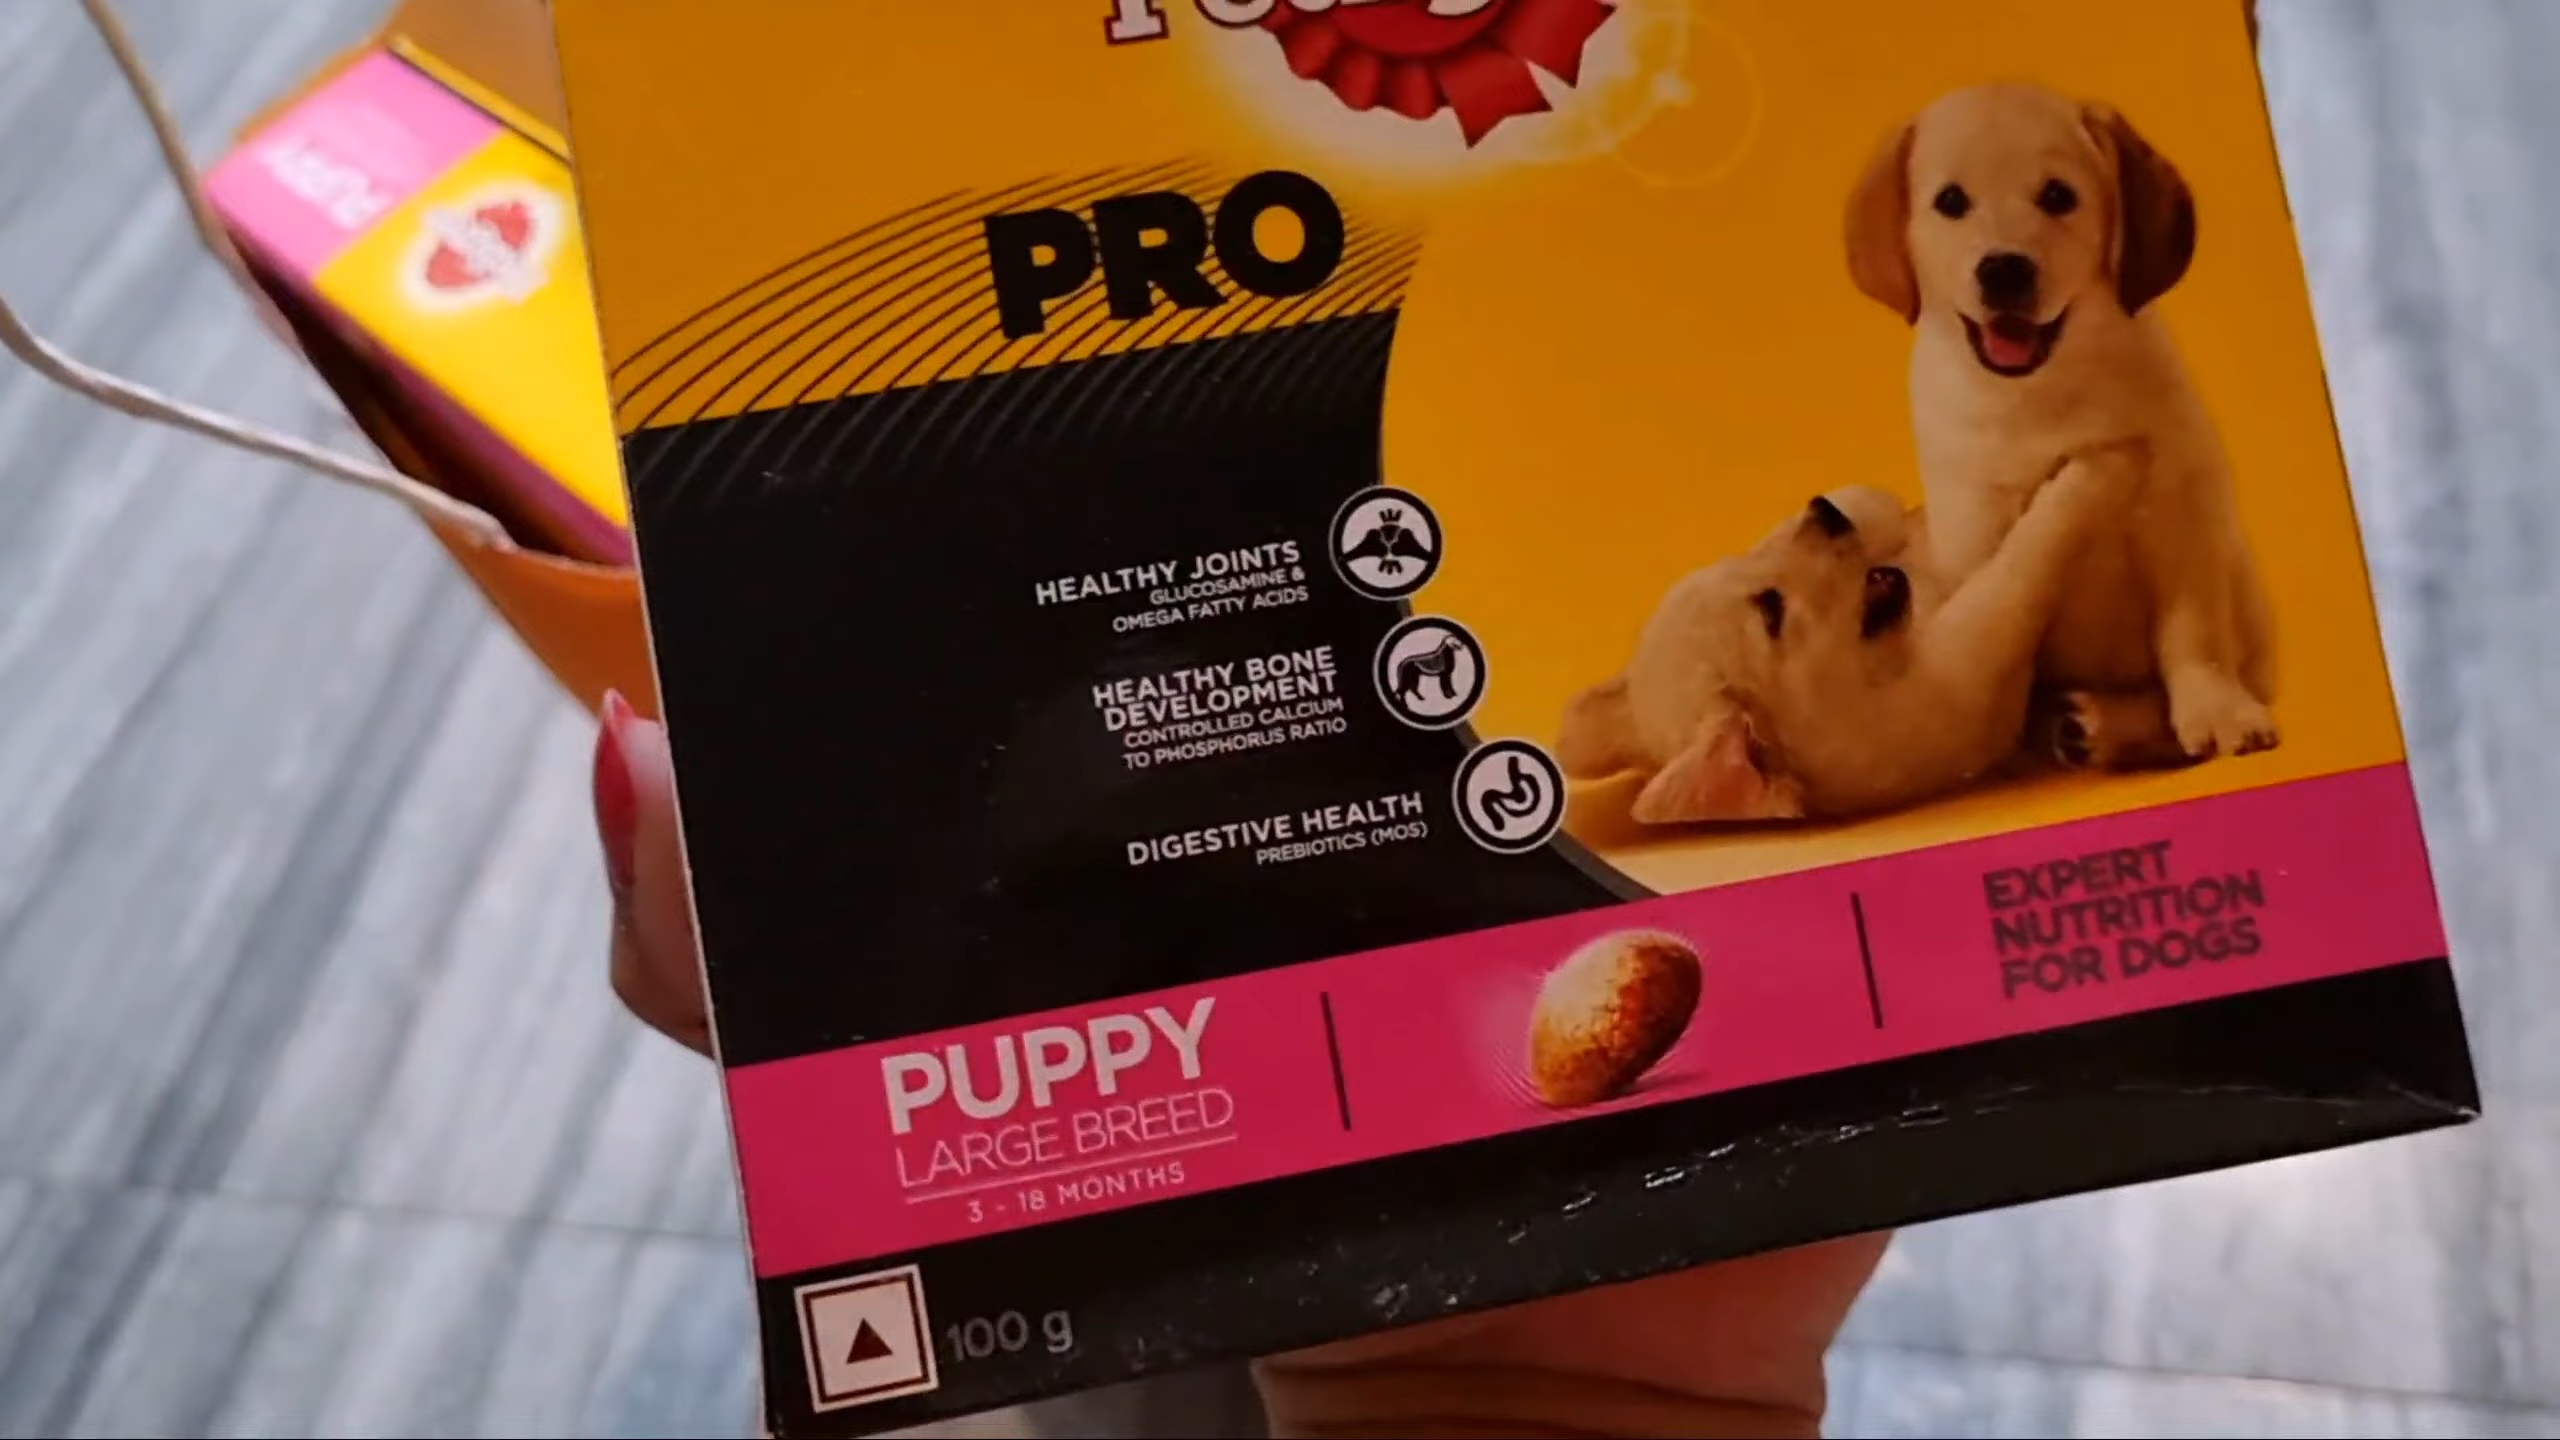 PRO
HEALTHY JOINTS
GLUCOSAMINE &
OMEGA FATTY ACIDS
HEALTHY BONE
DEVELOPMENT
CONTROLLED CALCIUM
TO PHOSPHORUS RATIO
DIGESTIVE HEALTH
PREBIOTICS (MOS)
PUPPY
LARGE BREED
3 - 18 MONTHS
EXPERT
NUTRITION
FOR DOGS
100 g
PUPPY